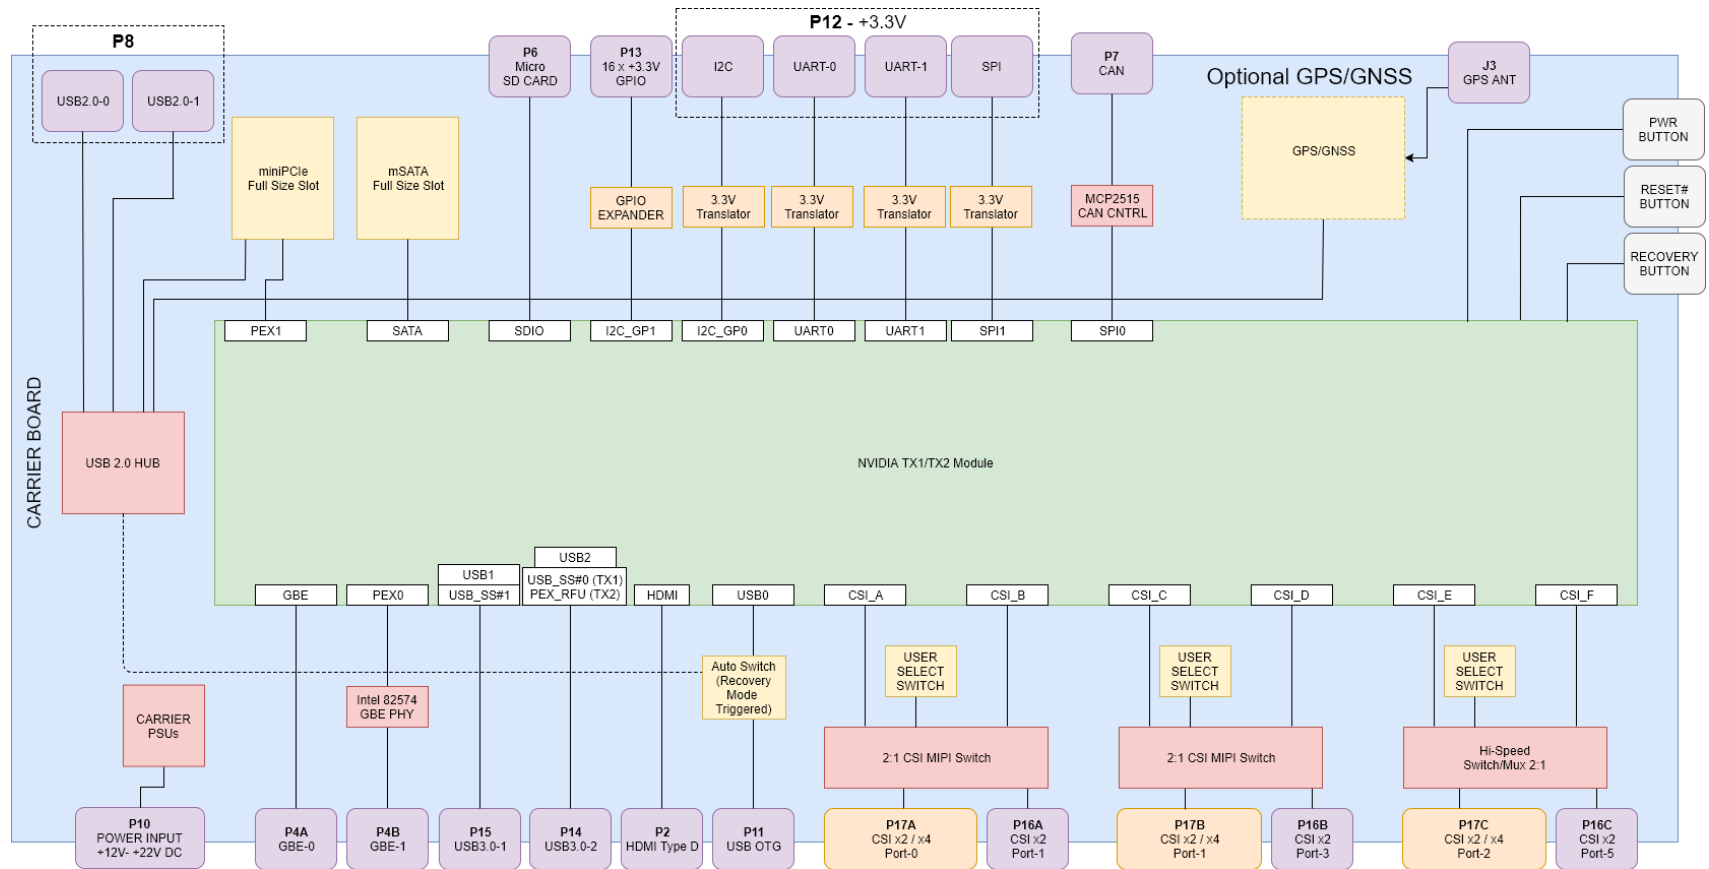 P8
P12 - +3.3V
USB2.0-0
USB2.0-1
P6
Micro
SD CARD
P13
16 x +3.3V
GPIO
I2C
UART-0
UART-1
SPI
P7
CAN
Optional GPS/GNSS
J3
GPS ANT
miniPCIe
Full Size Slot
mSATA
Full Size Slot
GPIO
EXPANDER
3.3V
Translator
3.3V
Translator
3.3V
Translator
3.3V
Translator
MCP2515
CAN CNTRL
GPS/GNSS
PWR
BUTTON
RESET#
BUTTON
RECOVERY
BUTTON
PEX1
SATA
SDIO
I2C_GP1
I2C_GP0
UART0
UART1
SPI1
SPI0
CARRIER BOARD
USB 2.0 HUB
NVIDIA TX1/TX2 Module
GBE
PEX0
USB1
USB_SS#1
USB2
USB_SS#0 (TX1)
PEX_RFU (TX2)
HDMI
USB0
CSI_A
CSI_B
CSI_C
CSI_D
CSI_E
CSI_F
CARRIER
PSUs
Intel 82574
GBE PHY
Auto Switch
(Recovery
Mode
Triggered)
USER
SELECT
SWITCH
USER
SELECT
SWITCH
USER
SELECT
SWITCH
2:1 CSI MIPI Switch
2:1 CSI MIPI Switch
Hi-Speed
Switch/Mux 2:1
P10
POWER INPUT
+12V- +22V DC
P4A
GBE-0
P4B
GBE-1
P15
USB3.0-1
P14
USB3.0-2
P2
HDMI Type D
P11
USB OTG
P17A
CSI x2 / x4
Port-0
P16A
CSI x2
Port-1
P17B
CSI x2 / x4
Port-1
P16B
CSI x2
Port-3
P17C
CSI x2 / x4
Port-2
P16C
CSI x2
Port-5